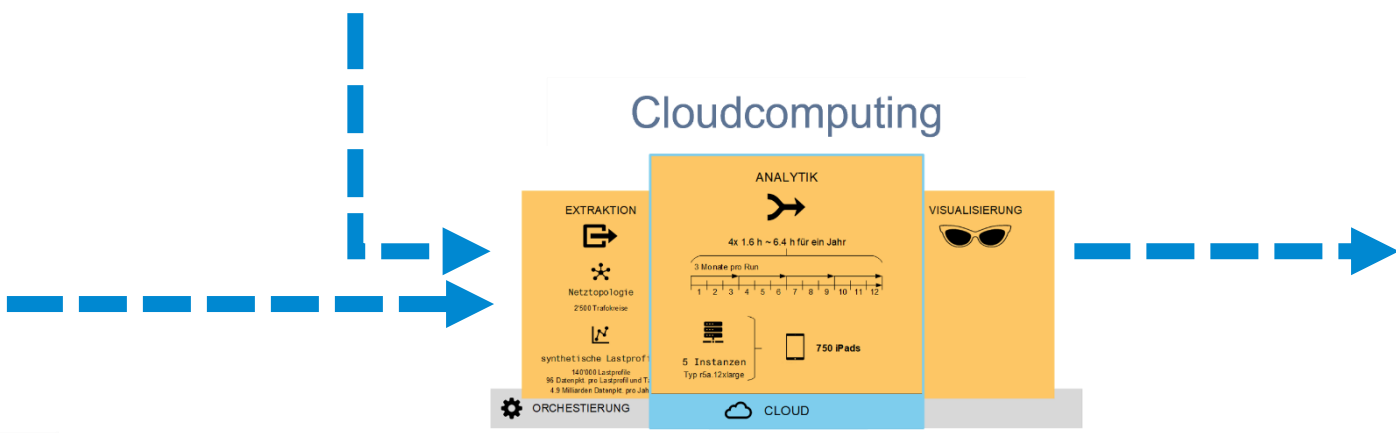 Cloudcomputing
EXTRAKTION
Netztopologie
2'500 Trafokreise
synthetische Lastprofi
140'000 Lastprofile
96 Datenpkt. pro Lastprofil und Ta
4.9 Milliarden Datenpkt. pro Jah
ANALYTIK
4x 1.6 h ~ 6.4 h für ein Jahr
3 Monate pro Run
1 2 3 4 5 6 7 8 9 10 11 12
5 Instanzen
Typ r5a.12xlarge
750 iPads
VISUALISIERUNG
ORCHESTIERUNG
CLOUD